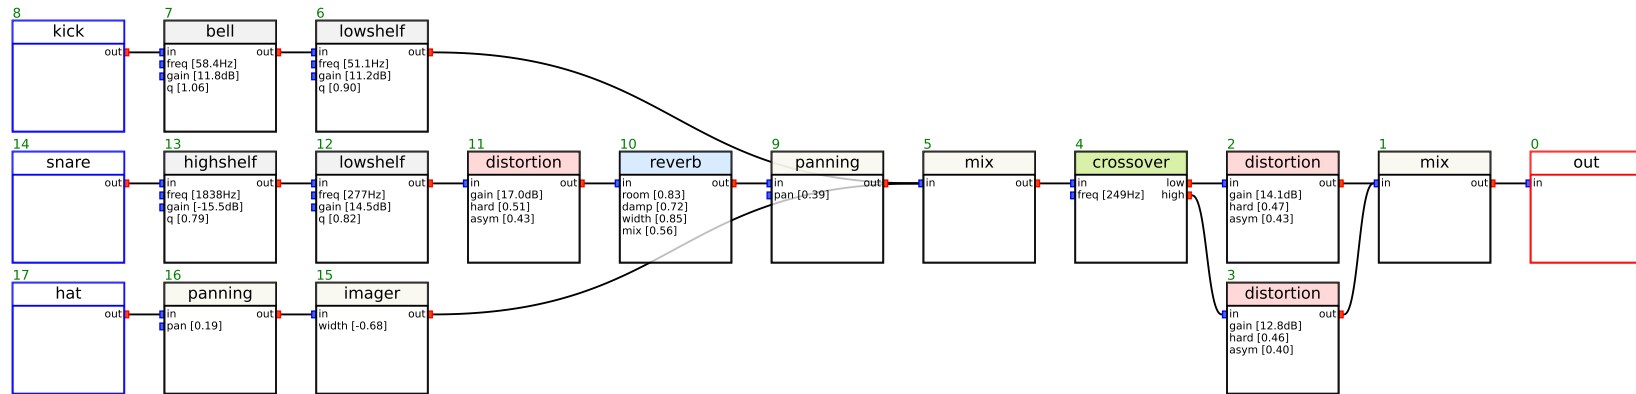 8
kick
out
7
bell
in out
freq [58.4Hz]
gain [11.8dB]
q [1.06]
6
lowshelf
in out
freq [51.1Hz]
gain [11.2dB]
q [0.90]
14
snare
out
13
highshelf
in out
freq [1838Hz]
gain [-15.5dB]
q [0.79]
12
lowshelf
in out
freq [277Hz]
gain [14.5dB]
q [0.82]
11
distortion
in out
gain [17.0dB]
hard [0.51]
asym [0.43]
10
reverb
in out
room [0.83]
damp [0.72]
width [0.85]
mix [0.56]
9
panning
in out
pan [0.39]
5
mix
in out
4
crossover
in low
freq [249Hz] high
2
distortion
in out
gain [14.1dB]
hard [0.47]
asym [0.43]
1
mix
in out
0
out
in
17
hat
out
16
panning
in out
pan [0.19]
15
imager
in out
width [-0.68]
3
distortion
in out
gain [12.8dB]
hard [0.46]
asym [0.40]